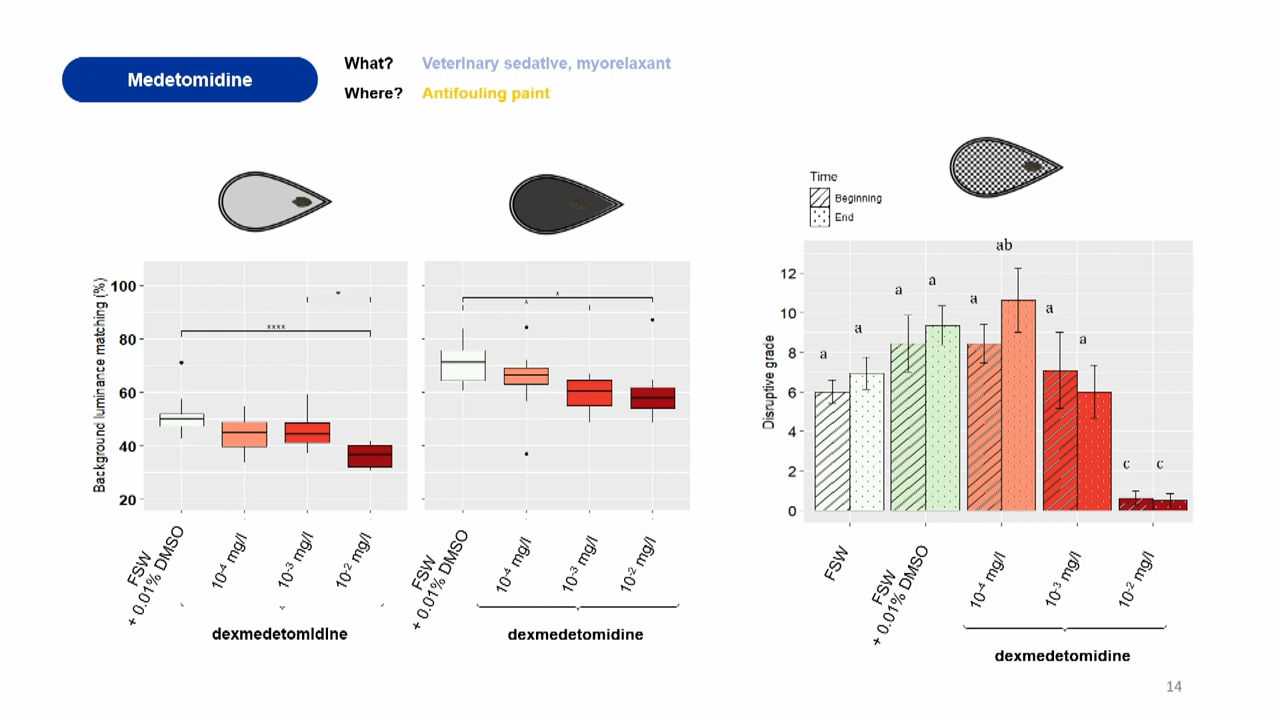 Medetomidine
What? Veterinary sedative, myorelaxant
Where? Antifouling paint
Background luminance matching (%)
100
80
60
40
20
*
xxxx
x
x
FSW
+ 0.01% DMSO
10⁻⁴ mg/l
10⁻³ mg/l
10⁻² mg/l
dexmedetomidine
FSW
+ 0.01% DMSO
10⁻⁴ mg/l
10⁻³ mg/l
10⁻² mg/l
dexmedetomidine
Time
Beginning
End
Disruptive grade
12
10
8
6
4
2
0
a
a
a
a
a
ab
a
a
c
c
FSW
FSW
+ 0.01% DMSO
10⁻⁴ mg/l
10⁻³ mg/l
10⁻² mg/l
dexmedetomidine
14